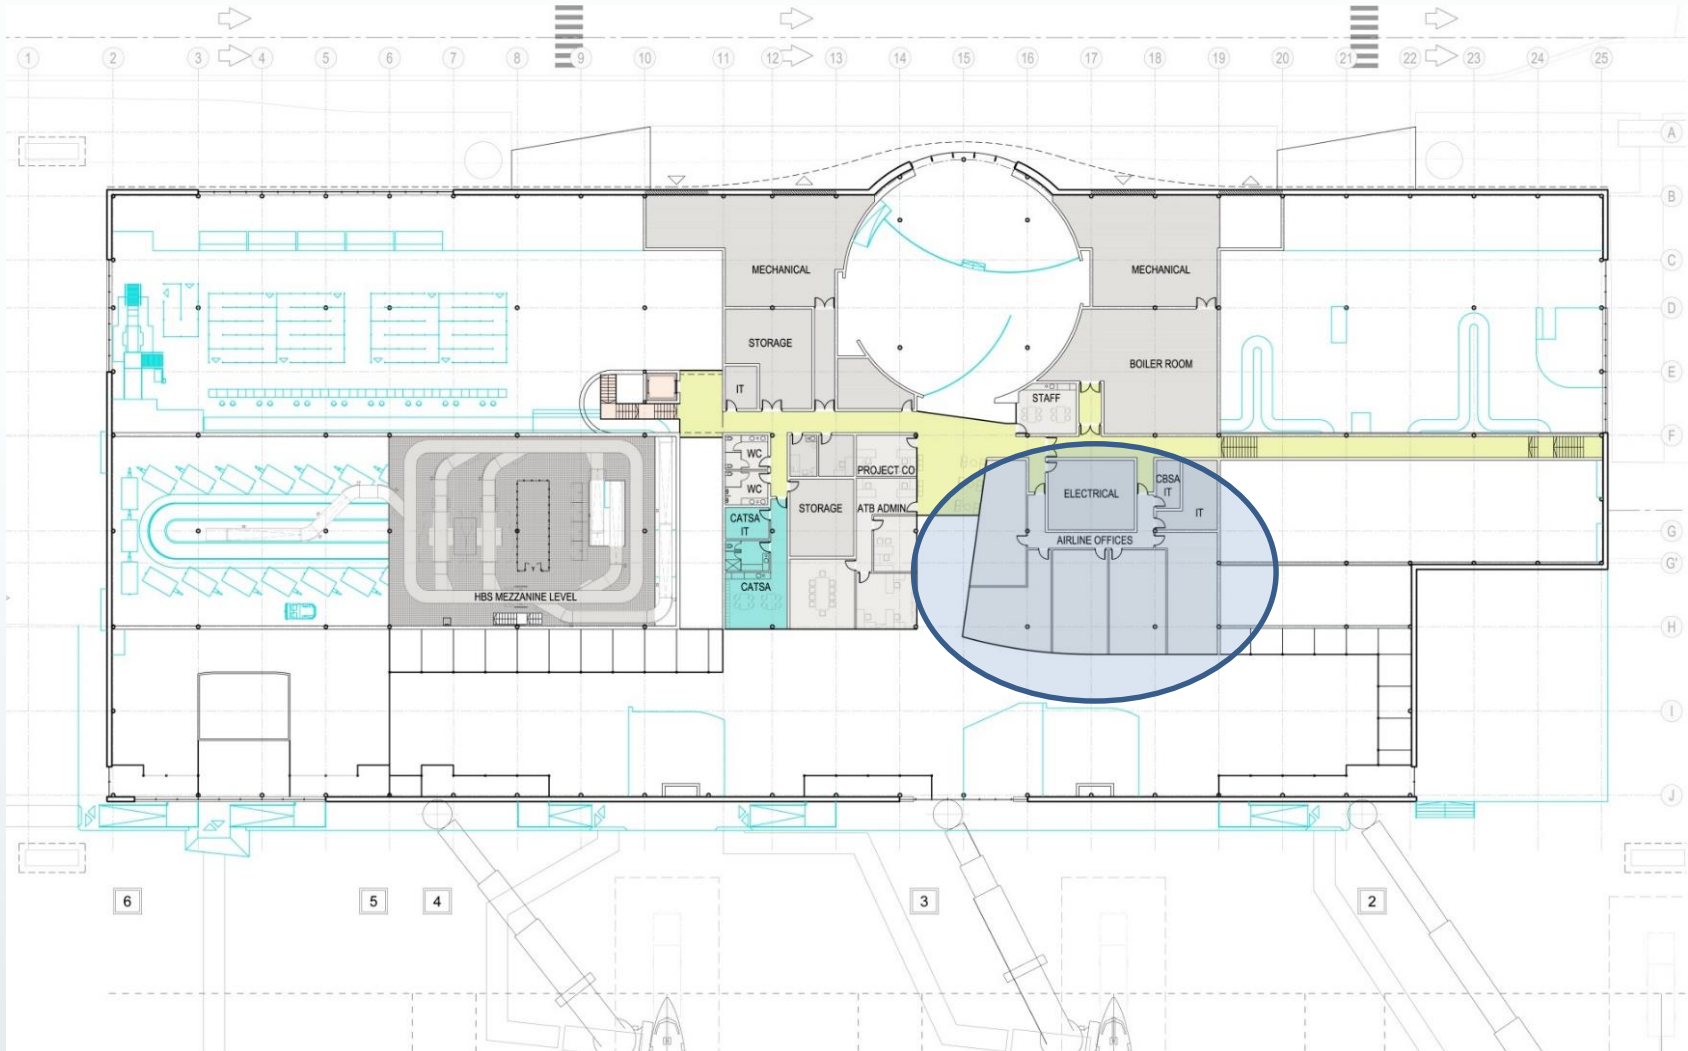 1 2 3 4 5 6 7 8 9 10 11 12 13 14 15 16 17 18 19 20 21 22 23 24 25
A
B
C
MECHANICAL
MECHANICAL
D
STORAGE
BOILER ROOM
E
IT
STAFF
F
WC
PROJECT CO
WC
ELECTRICAL
CBSA
IT
STORAGE
ATB ADMIN
IT
CATSA
IT
G
AIRLINE OFFICES
G'
CATSA
HBS MEZZANINE LEVEL
H
I
J
6
5
4
3
2